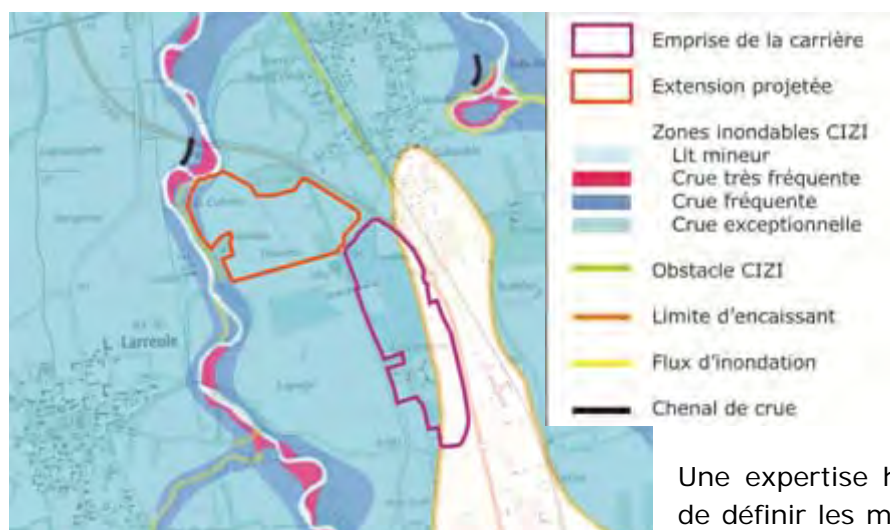 Emprise de la carrière
Extension projetée
Zones inondables CIZI
Lit mineur
Crue très fréquente
Crue fréquente
Crue exceptionnelle
Obstacle CIZI
Limite d'encaissant
Flux d'inondation
Chenal de crue
Larreole
Une expertise h
de définir les m